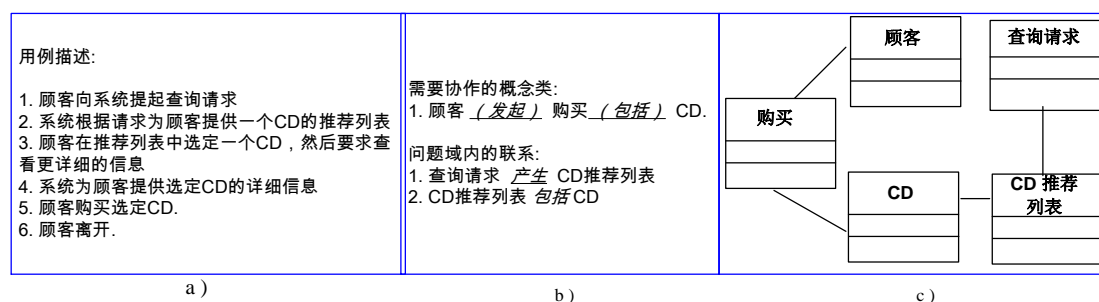 用例描述:
1. 顾客向系统提起查询请求
2. 系统根据请求为顾客提供一个CD的推荐列表
3. 顾客在推荐列表中选定一个CD，然后要求查
看更详细的信息
4. 系统为顾客提供选定CD的详细信息
5. 顾客购买选定CD.
6. 顾客离开.
a )
需要协作的概念类:
1. 顾客（发起）购买（包括）CD.
问题域内的联系:
1. 查询请求 产生 CD推荐列表
2. CD推荐列表 包括 CD
b )
顾客
查询请求
购买
CD
CD 推荐
列表
c )